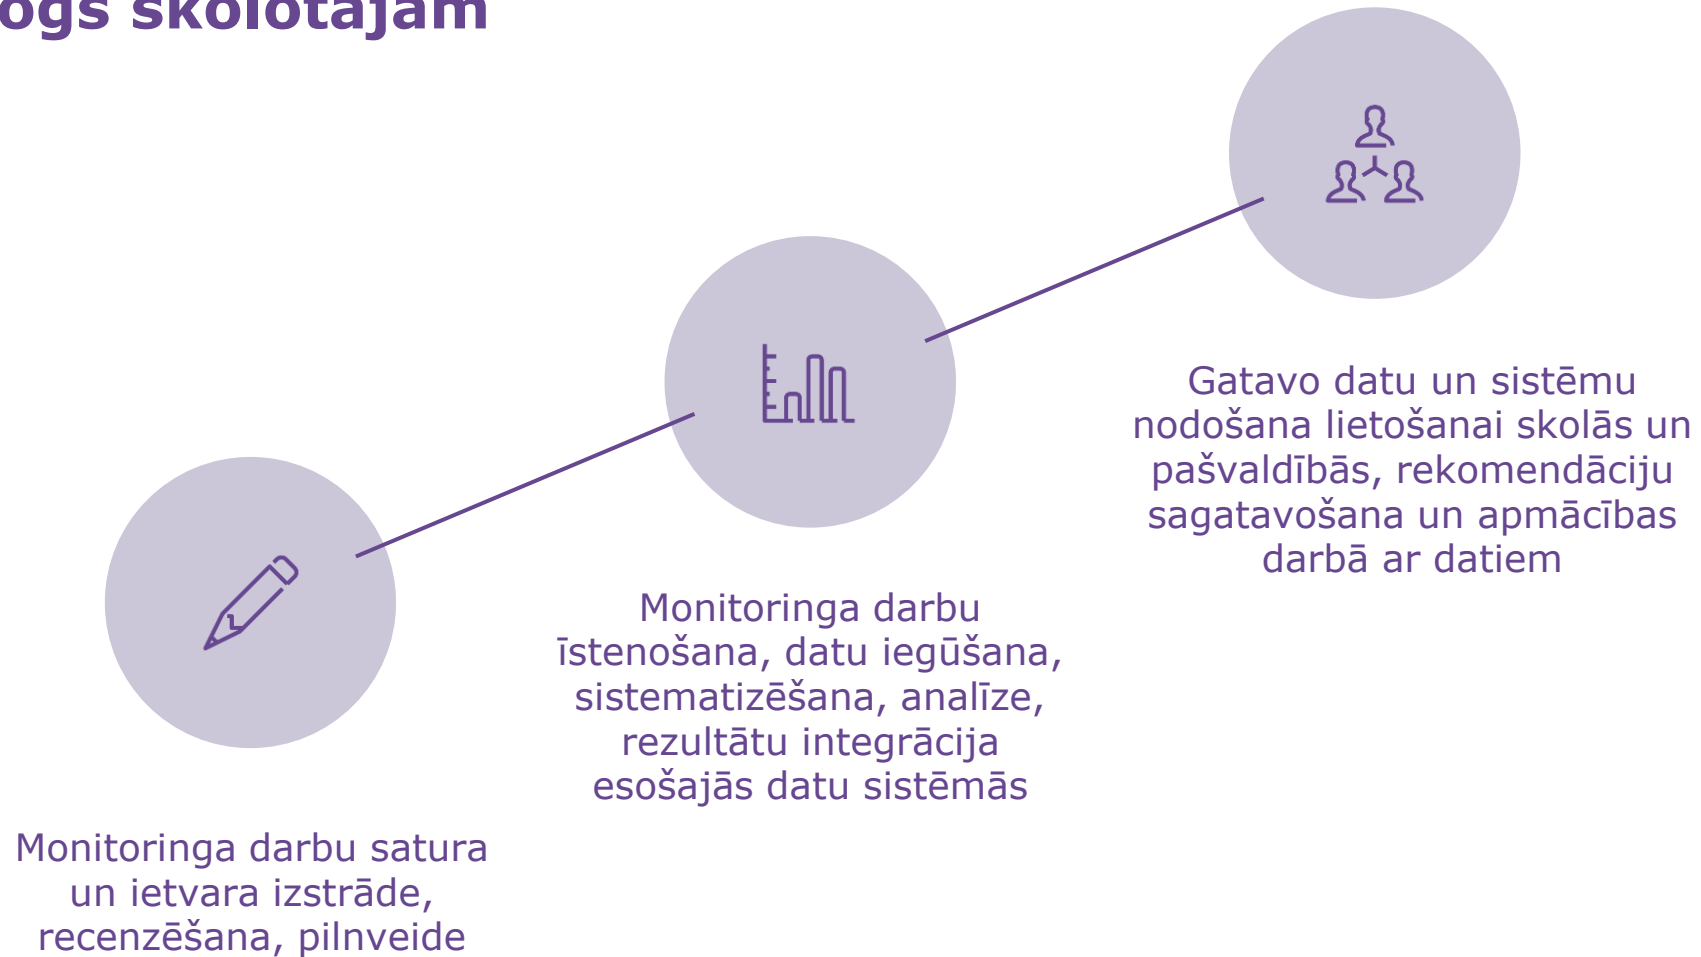 ogs skolotājam
Gatavo datu un sistēmu
nodošana lietošanai skolās un
pašvaldībās, rekomendāciju
sagatavošana un apmācības
darbā ar datiem
Monitoringa darbu
īstenošana, datu iegūšana,
sistematizēšana, analīze,
rezultātu integrācija
esošajās datu sistēmās
Monitoringa darbu satura
un ietvara izstrāde,
recenzēšana, pilnveide